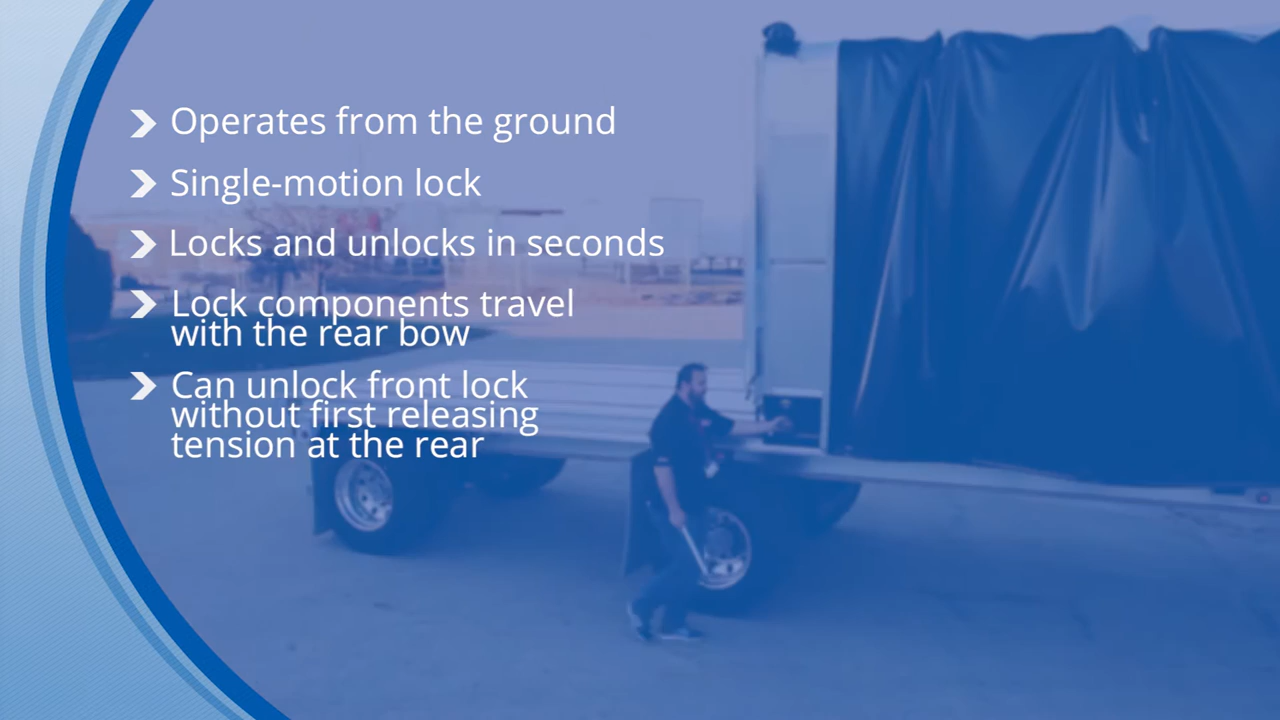 Operates from the ground
Single-motion lock
Locks and unlocks in seconds
Lock components travel
with the rear bow
Can unlock front lock
without first releasing
tension at the rear